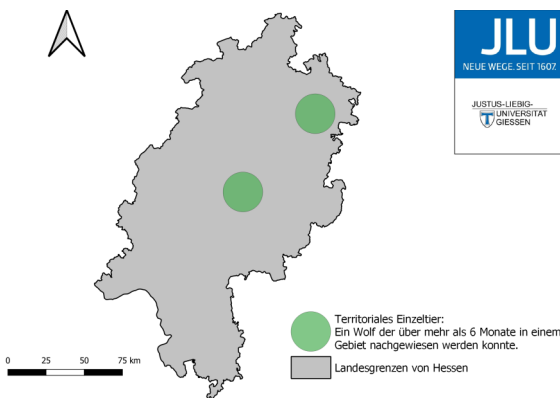 JLU
NEUE WEGE. SEIT 1607.
JUSTUS-LIEBIG-
UNIVERSITÄT
GIESSEN
Territoriales Einzeltier:
Ein Wolf der über mehr als 6 Monate in einem
Gebiet nachgewiesen werden konnte.
Landesgrenzen von Hessen
0 25 50 75 km